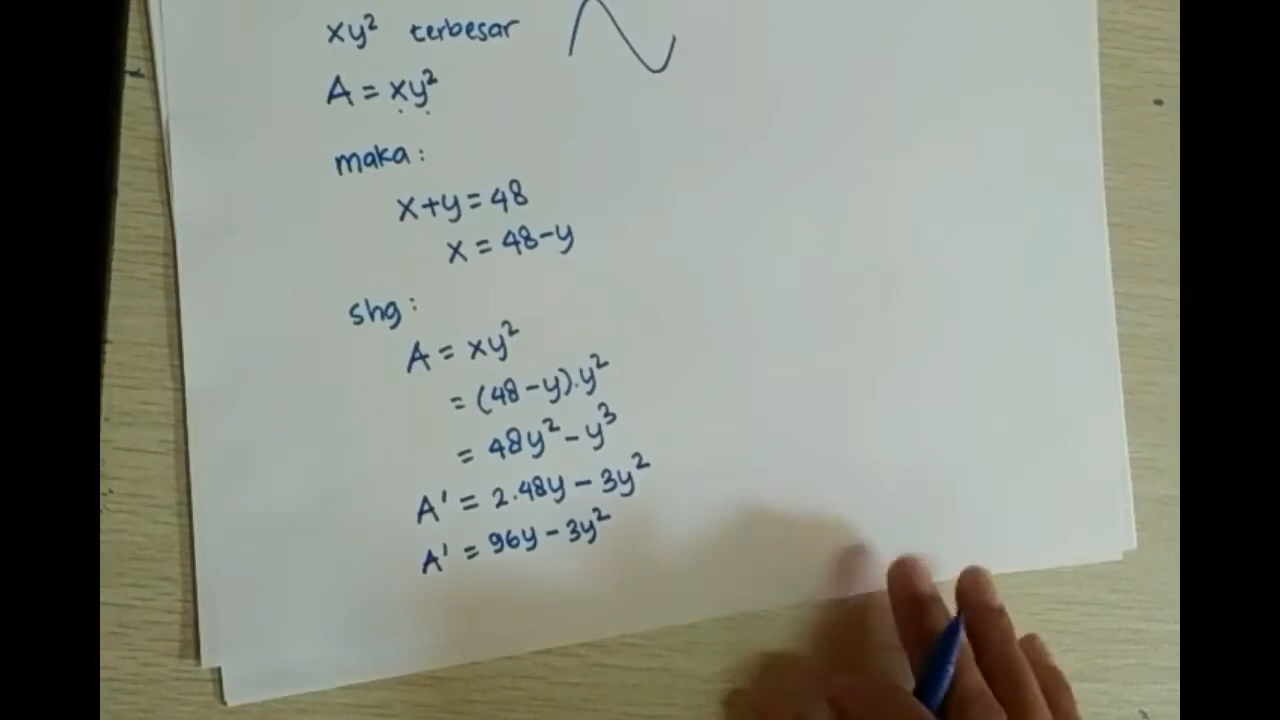 xy² terbesar
A = xy²
maka :
x+y = 48
x = 48-y
shg :
A = xy²
= (48-y).y²
= 48y² - y³
A' = 2.48y - 3y²
A' = 96y - 3y²